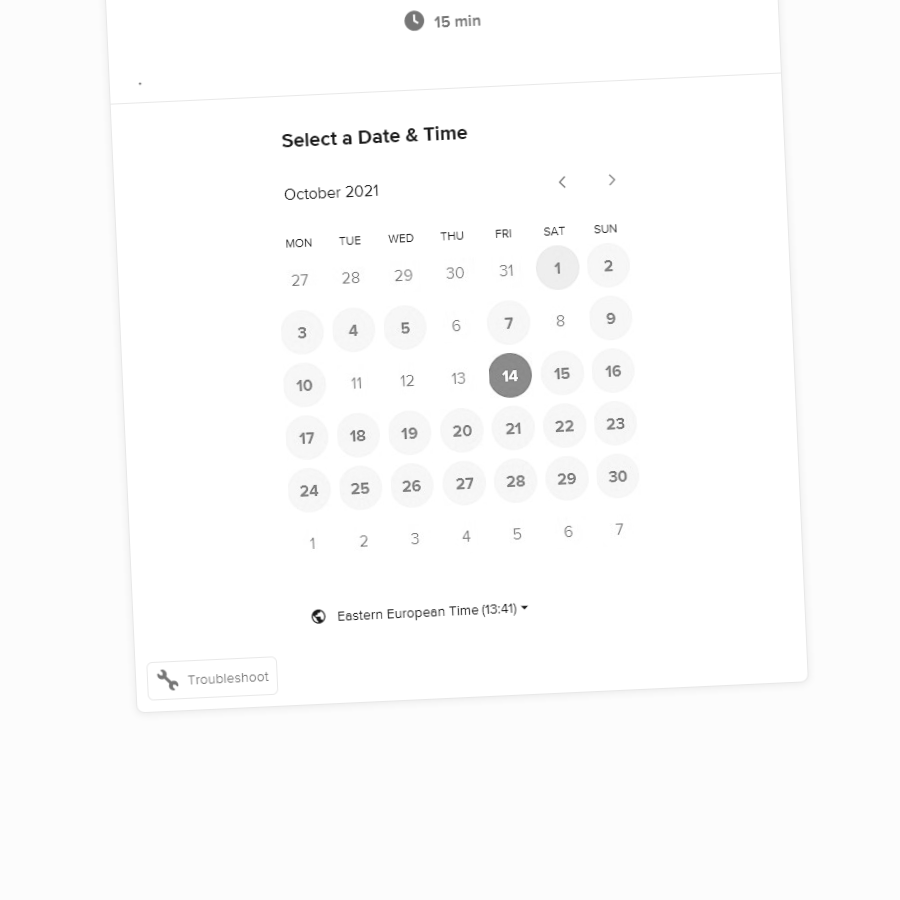 15 min
.
Select a Date & Time
October 2021
MON TUE WED THU FRI SAT SUN
27 28 29 30 31 1 2
3 4 5 6 7 8 9
10 11 12 13 14 15 16
17 18 19 20 21 22 23
24 25 26 27 28 29 30
1 2 3 4 5 6 7
Eastern European Time (13:41)
Troubleshoot